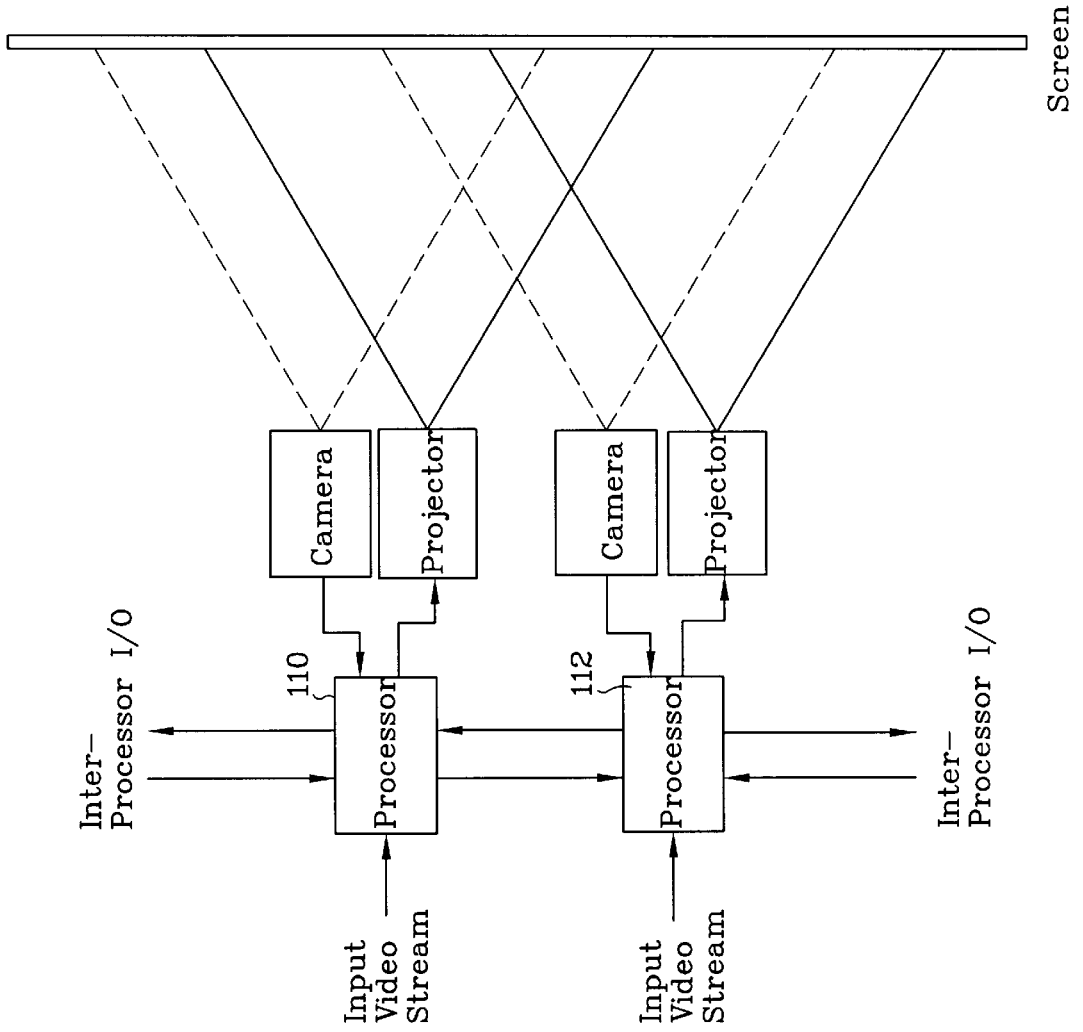 Input
Video
Stream
Input
Video
Stream
Inter-
Processor I/O
110
Processor
112
Processor
Inter-
Processor I/O
Camera
Projector
Camera
Projector
Screen